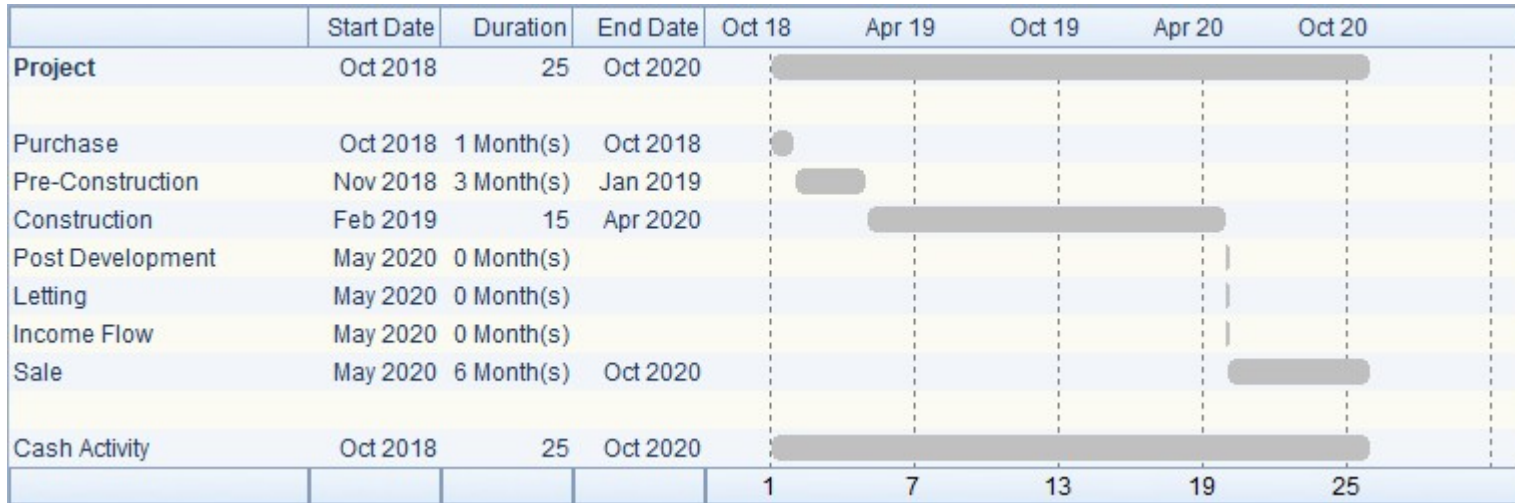 Start Date Duration End Date Oct 18 Apr 19 Oct 19 Apr 20 Oct 20
Project Oct 2018 25 Oct 2020
Purchase Oct 2018 1 Month(s) Oct 2018
Pre-Construction Nov 2018 3 Month(s) Jan 2019
Construction Feb 2019 15 Apr 2020
Post Development May 2020 0 Month(s)
Letting May 2020 0 Month(s)
Income Flow May 2020 0 Month(s)
Sale May 2020 6 Month(s) Oct 2020
Cash Activity Oct 2018 25 Oct 2020
1 7 13 19 25